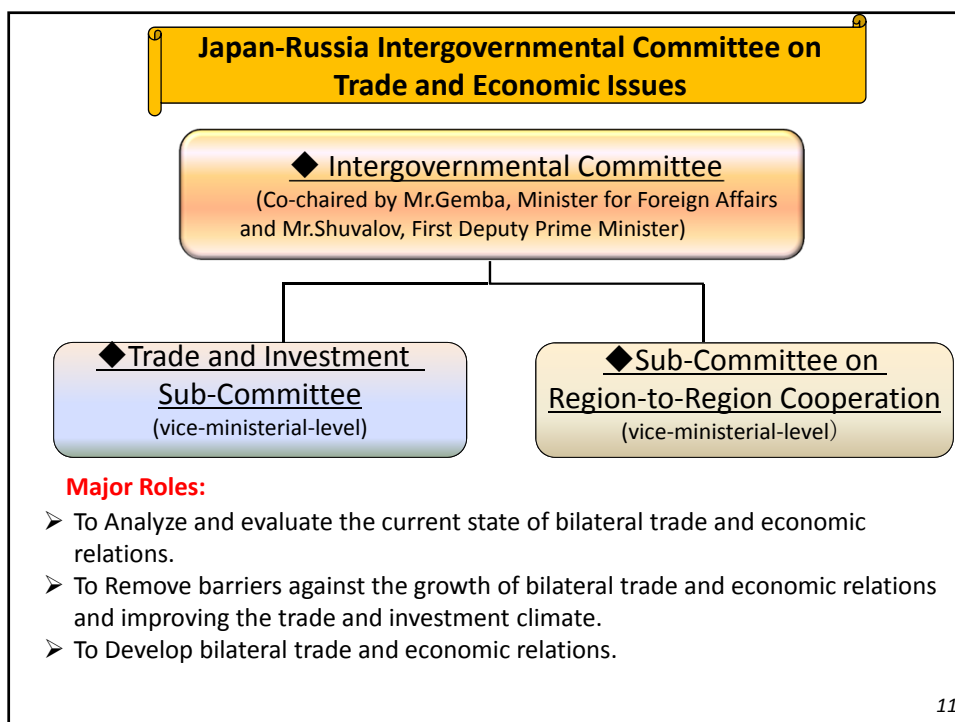 Japan-Russia Intergovernmental Committee on
Trade and Economic Issues
◆ Intergovernmental Committee
(Co-chaired by Mr.Gemba, Minister for Foreign Affairs
and Mr.Shuvalov, First Deputy Prime Minister)
◆Trade and Investment
Sub-Committee
(vice-ministerial-level)
◆Sub-Committee on
Region-to-Region Cooperation
(vice-ministerial-level）
Major Roles:
➢ To Analyze and evaluate the current state of bilateral trade and economic
relations.
➢ To Remove barriers against the growth of bilateral trade and economic relations
and improving the trade and investment climate.
➢ To Develop bilateral trade and economic relations.
11